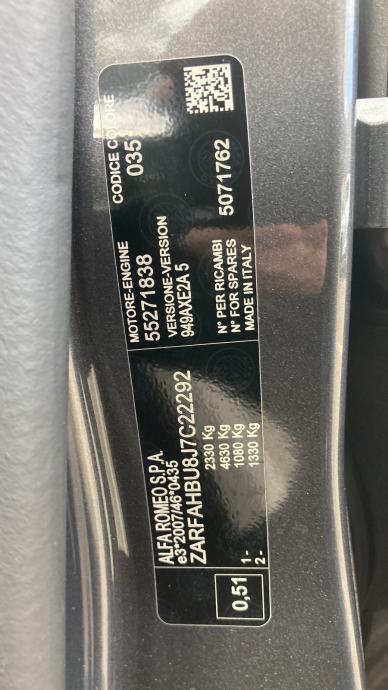 ALFA ROMEO S.P.A.
e3*2007/46*0435
ZARFAHBU8J7C22292
2330 Kg
4630 Kg
1- 1080 Kg
2- 1330 Kg
0,51
MOTORE-ENGINE
55271838
VERSIONE-VERSION
949AXE2A 5
N° PER RICAMBI
N° FOR SPARES
MADE IN ITALY
5071762
CODICE COLORE